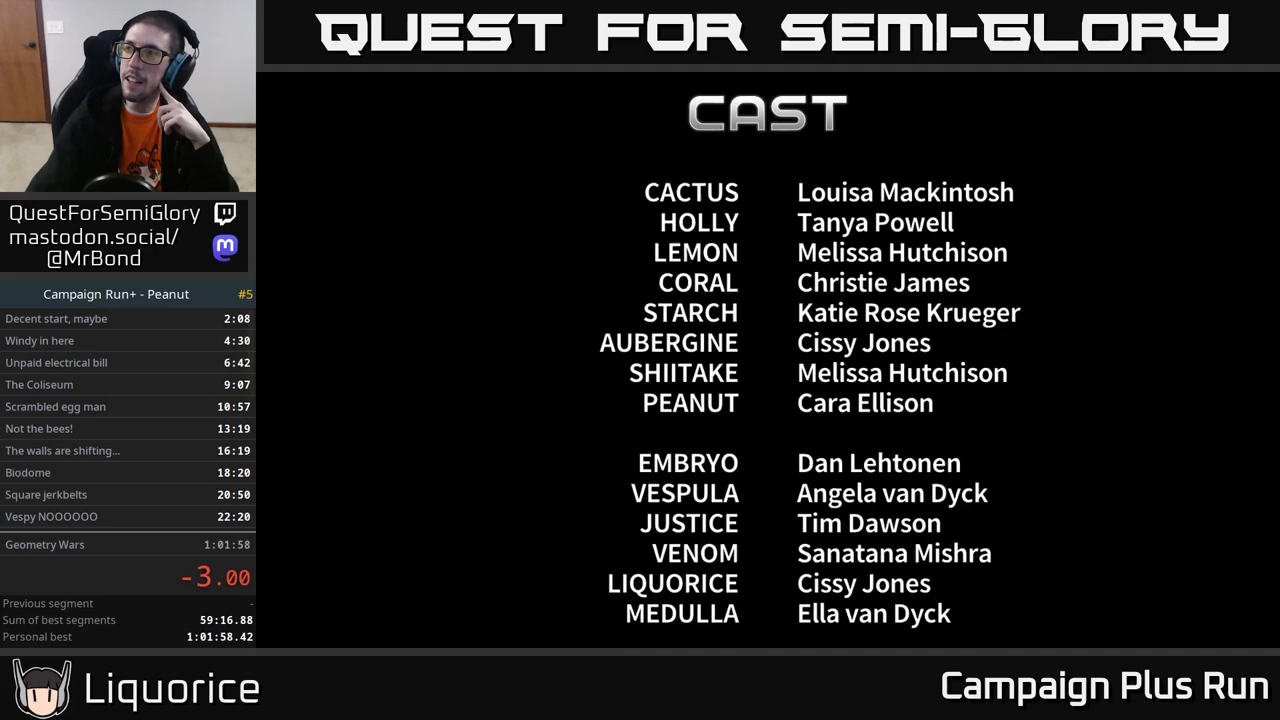 QUEST FOR SEMI-GLORY
QuestForSemiGlory
mastodon.social/
@MrBond
Campaign Run+ - Peanut #5
Decent start, maybe 2:08
Windy in here 4:30
Unpaid electrical bill 6:42
The Coliseum 9:07
Scrambled egg man 10:57
Not the bees! 13:19
The walls are shifting... 16:19
Biodome 18:20
Square jerkbelts 20:50
Vespy NOOOOOO 22:20
Geometry Wars 1:01:58
-3.00
Previous segment -
Sum of best segments 59:16.88
Personal best 1:01:58.42
CAST
CACTUS Louisa Mackintosh
HOLLY Tanya Powell
LEMON Melissa Hutchison
CORAL Christie James
STARCH Katie Rose Krueger
AUBERGINE Cissy Jones
SHIITAKE Melissa Hutchison
PEANUT Cara Ellison
EMBRYO Dan Lehtonen
VESPULA Angela van Dyck
JUSTICE Tim Dawson
VENOM Sanatana Mishra
LIQUORICE Cissy Jones
MEDULLA Ella van Dyck
Liquorice
Campaign Plus Run